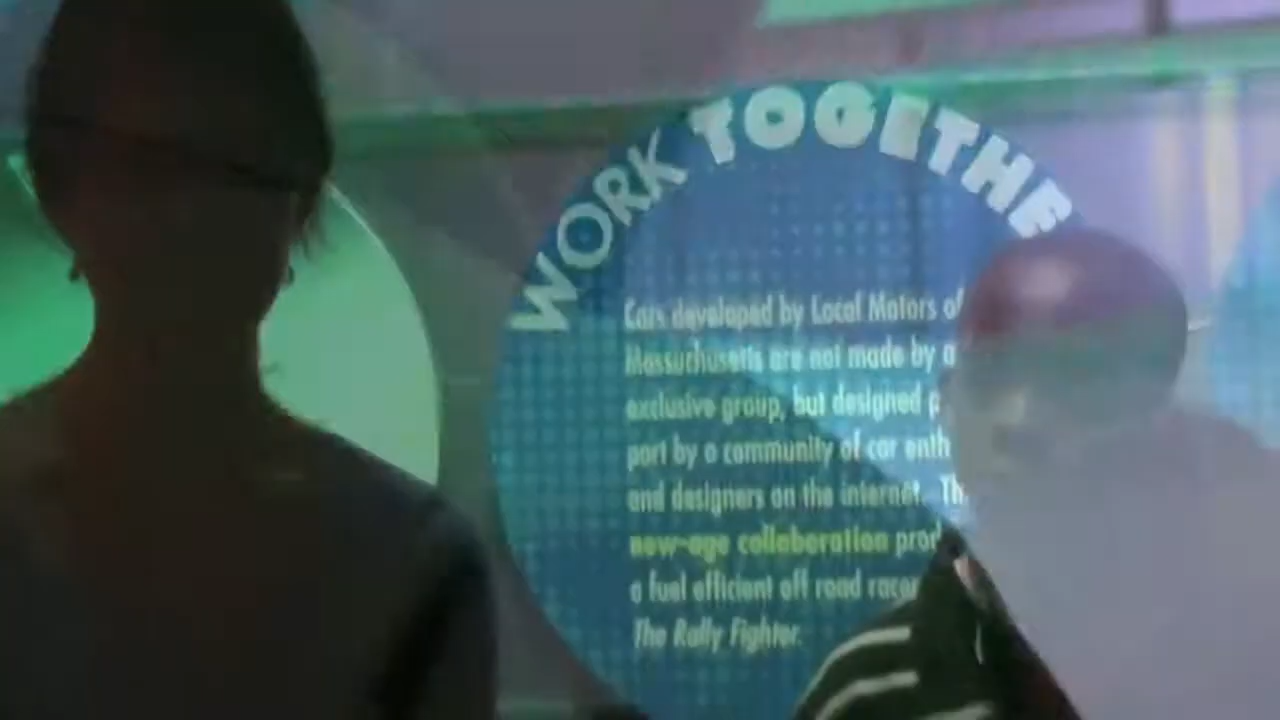 WORK TOGETHE
Cars developed by Local Motors of
Massachusetts are not made by a
exclusive group, but designed p
part by a community of car enth
and designers on the internet. Th
new-age collaboration prod
a fuel efficient off road racer
The Rally Fighter.